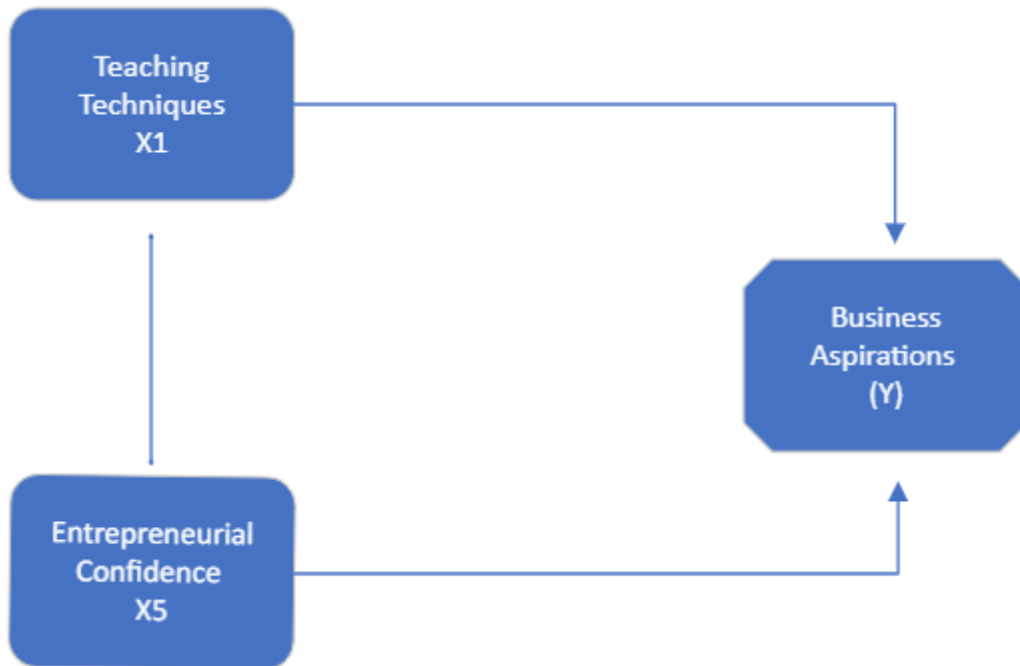 Teaching
Techniques
X1
Business
Aspirations
(Y)
Entrepreneurial
Confidence
X5